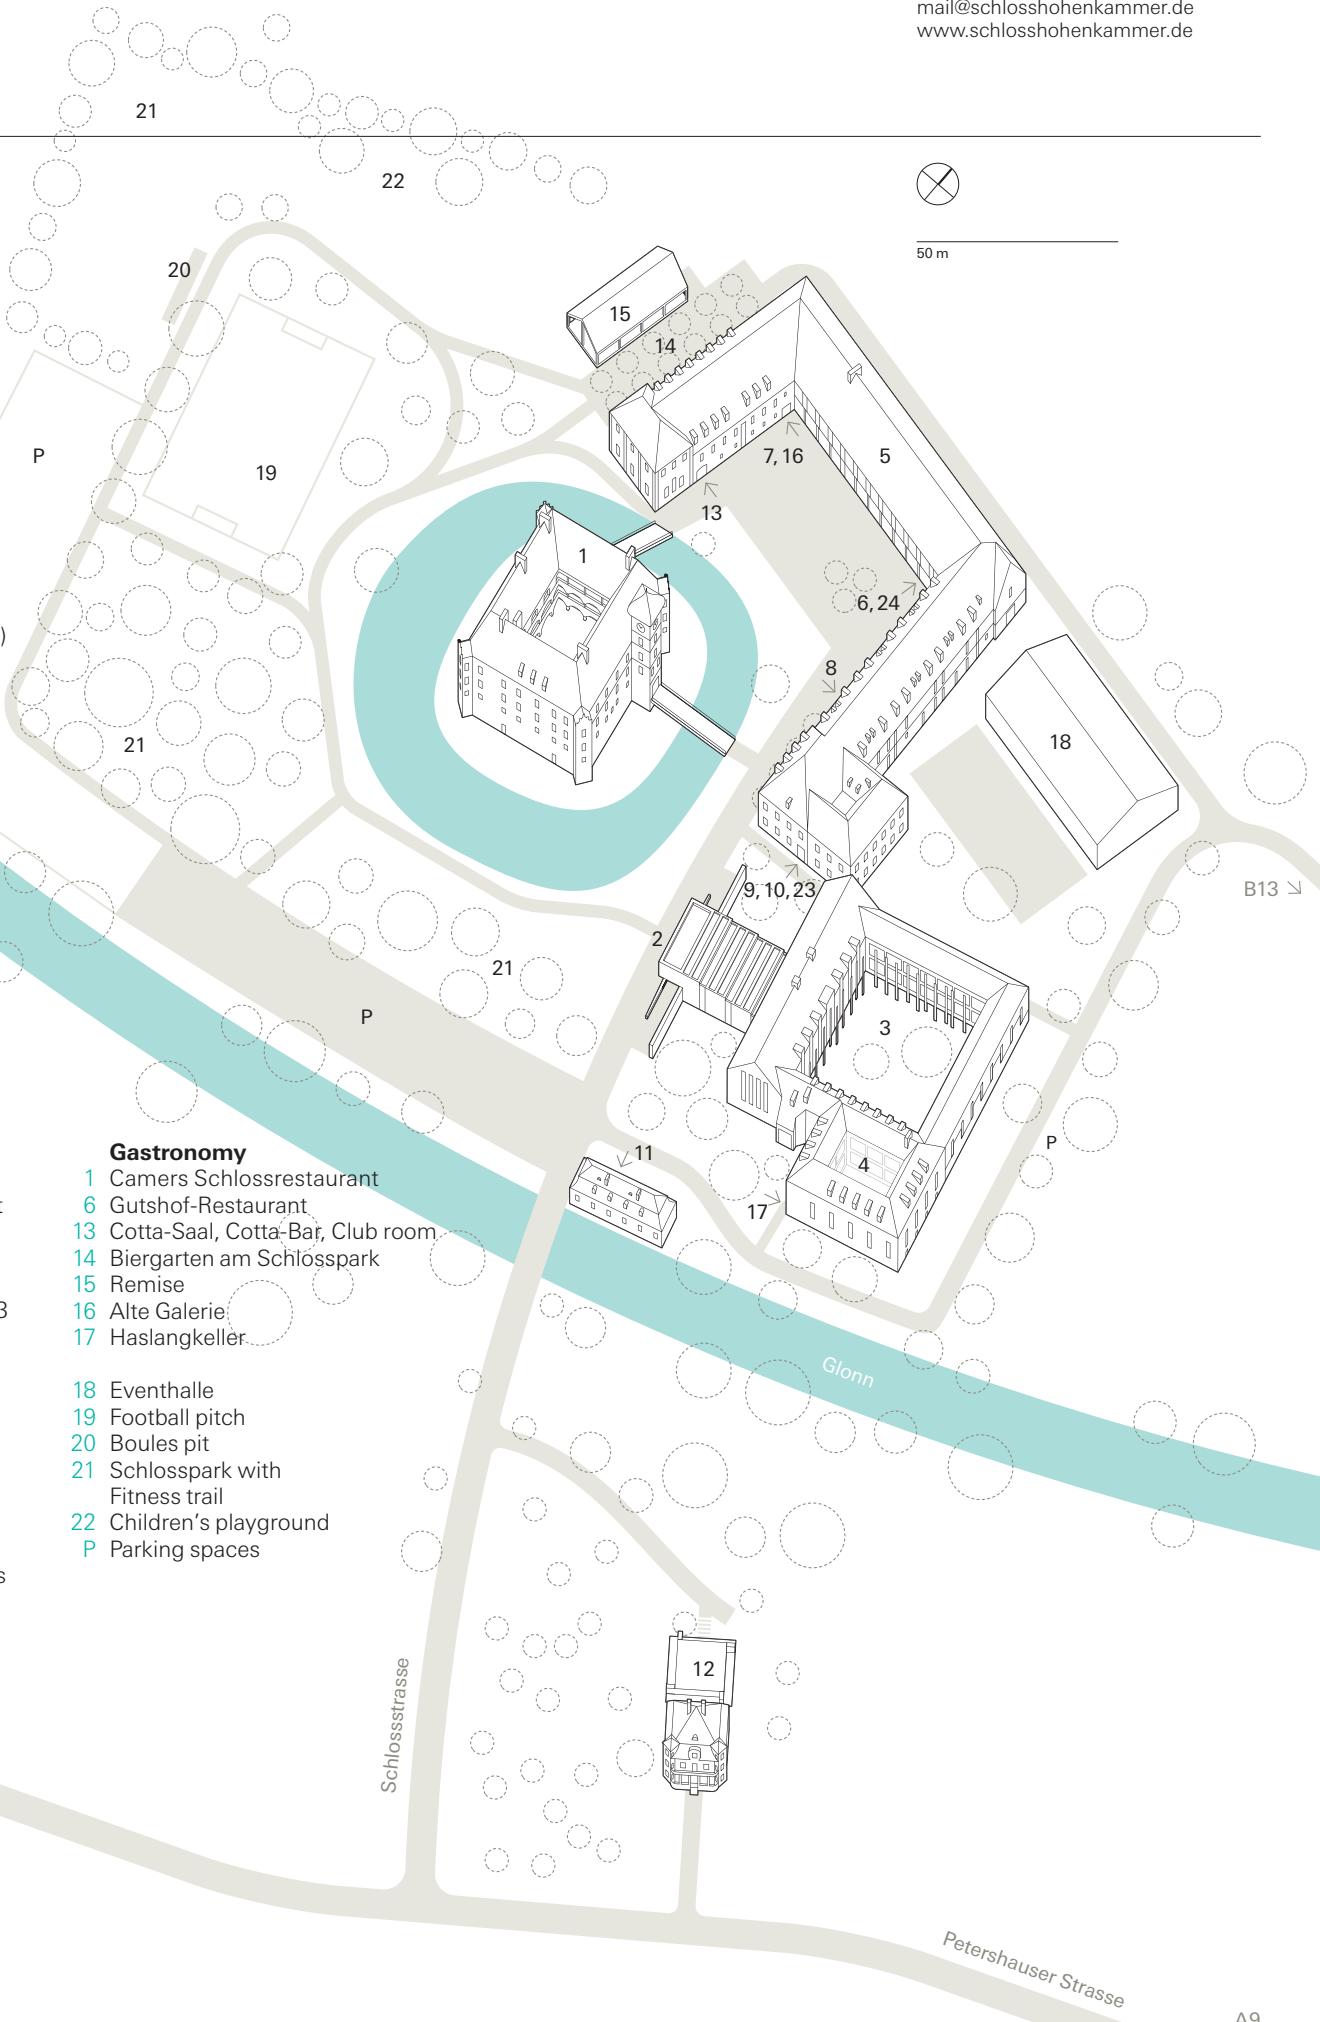 mail@schlosshohenkammer.de
www.schlosshohenkammer.de
21
22
50 m
20
15
14
P
19
7, 16
5
13
1
6, 24
)
8
21
18
9, 10, 23
B13
2
21
P
3
P
11
4
17
Gastronomy
1 Camers Schlossrestaurant
6 Gutshof-Restaurant
13 Cotta-Saal, Cotta-Bar, Club room
14 Biergarten am Schlosspark
15 Remise
16 Alte Galerie
17 Haslangkeller
18 Eventhalle
19 Football pitch
20 Boules pit
21 Schlosspark with
Fitness trail
22 Children's playground
P Parking spaces
t
3
s
Glonn
12
Schlossstrasse
Petershauser Strasse
A9